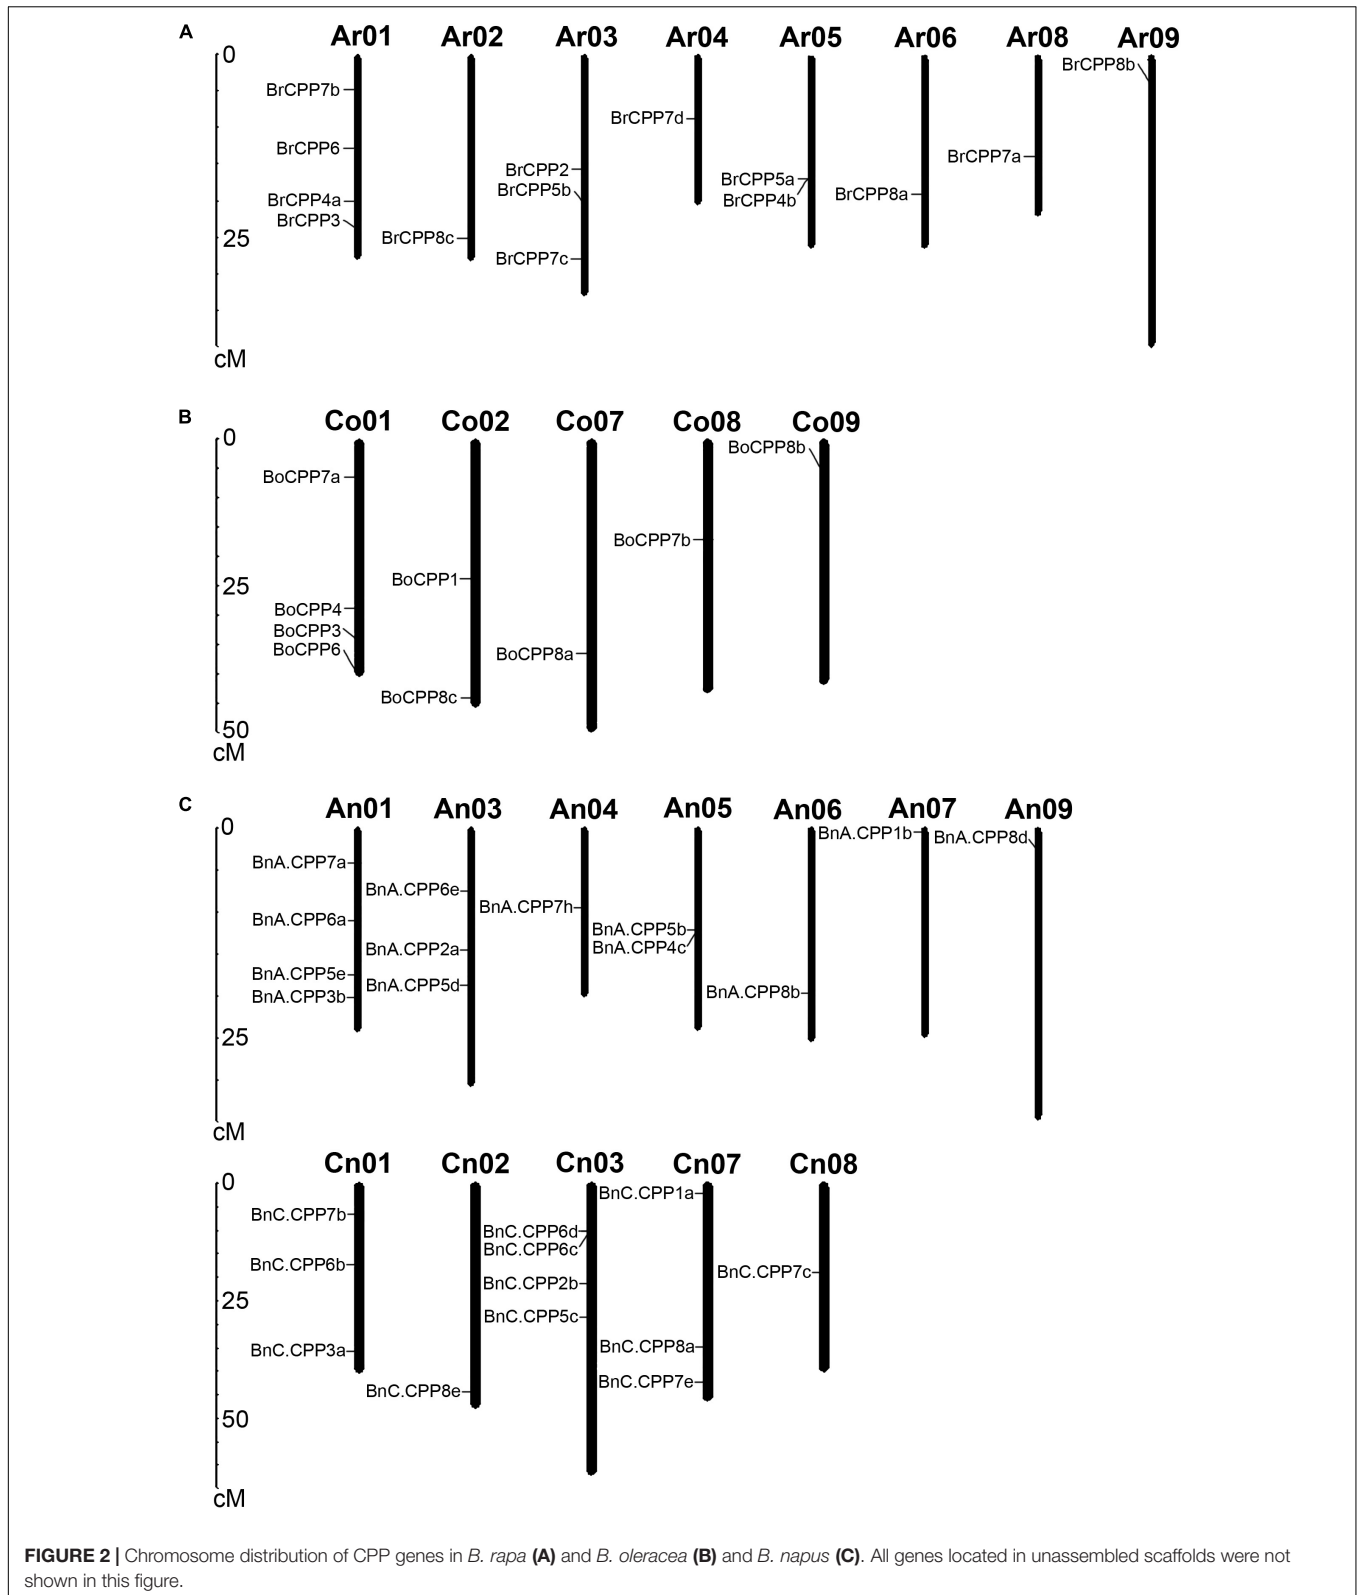 A
Ar01 Ar02 Ar03 Ar04 Ar05 Ar06 Ar08 Ar09
0
BrCPP8b
BrCPP7b
BrCPP7d
BrCPP6
BrCPP7a
BrCPP2
BrCPP5a
BrCPP5b
BrCPP8a
BrCPP4a
BrCPP4b
BrCPP3
25
BrCPP8c
BrCPP7c
cM
B
Co01 Co02 Co07 Co08 Co09
0
BoCPP8b
BoCPP7a
BoCPP7b
BoCPP1
25
BoCPP4
BoCPP3
BoCPP6
BoCPP8a
BoCPP8c
50
cM
C
An01 An03 An04 An05 An06 An07 An09
0
BnA.CPP1b
BnA.CPP8d
BnA.CPP7a
BnA.CPP6e
BnA.CPP7h
BnA.CPP6a
BnA.CPP5b
BnA.CPP4c
BnA.CPP2a
BnA.CPP5e
BnA.CPP5d
BnA.CPP8b
BnA.CPP3b
25
cM
Cn01 Cn02 Cn03 Cn07 Cn08
0
BnC.CPP1a
BnC.CPP7b
BnC.CPP6d
BnC.CPP6c
BnC.CPP6b
BnC.CPP7c
BnC.CPP2b
25
BnC.CPP5c
BnC.CPP8a
BnC.CPP3a
BnC.CPP7e
BnC.CPP8e
50
cM
FIGURE 2 | Chromosome distribution of CPP genes in B. rapa (A) and B. oleracea (B) and B. napus (C). All genes located in unassembled scaffolds were not
shown in this figure.